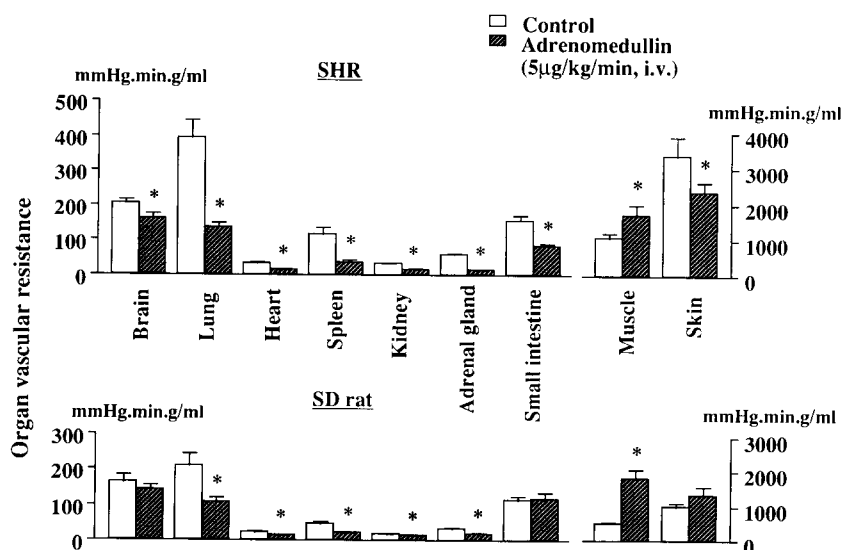 Control
Adrenomedullin
(5μg/kg/min, i.v.)
mmHg.min.g/ml
SHR
mmHg.min.g/ml
500
400
300
200
100
0
4000
3000
2000
1000
0
*
*
*
*
*
*
*
*
*
Organ vascular resistance
Brain
Lung
Heart
Spleen
Kidney
Adrenal gland
Small intestine
Muscle
Skin
SD rat
mmHg.min.g/ml
mmHg.min.g/ml
300
200
100
0
3000
2000
1000
0
*
*
*
*
*
*